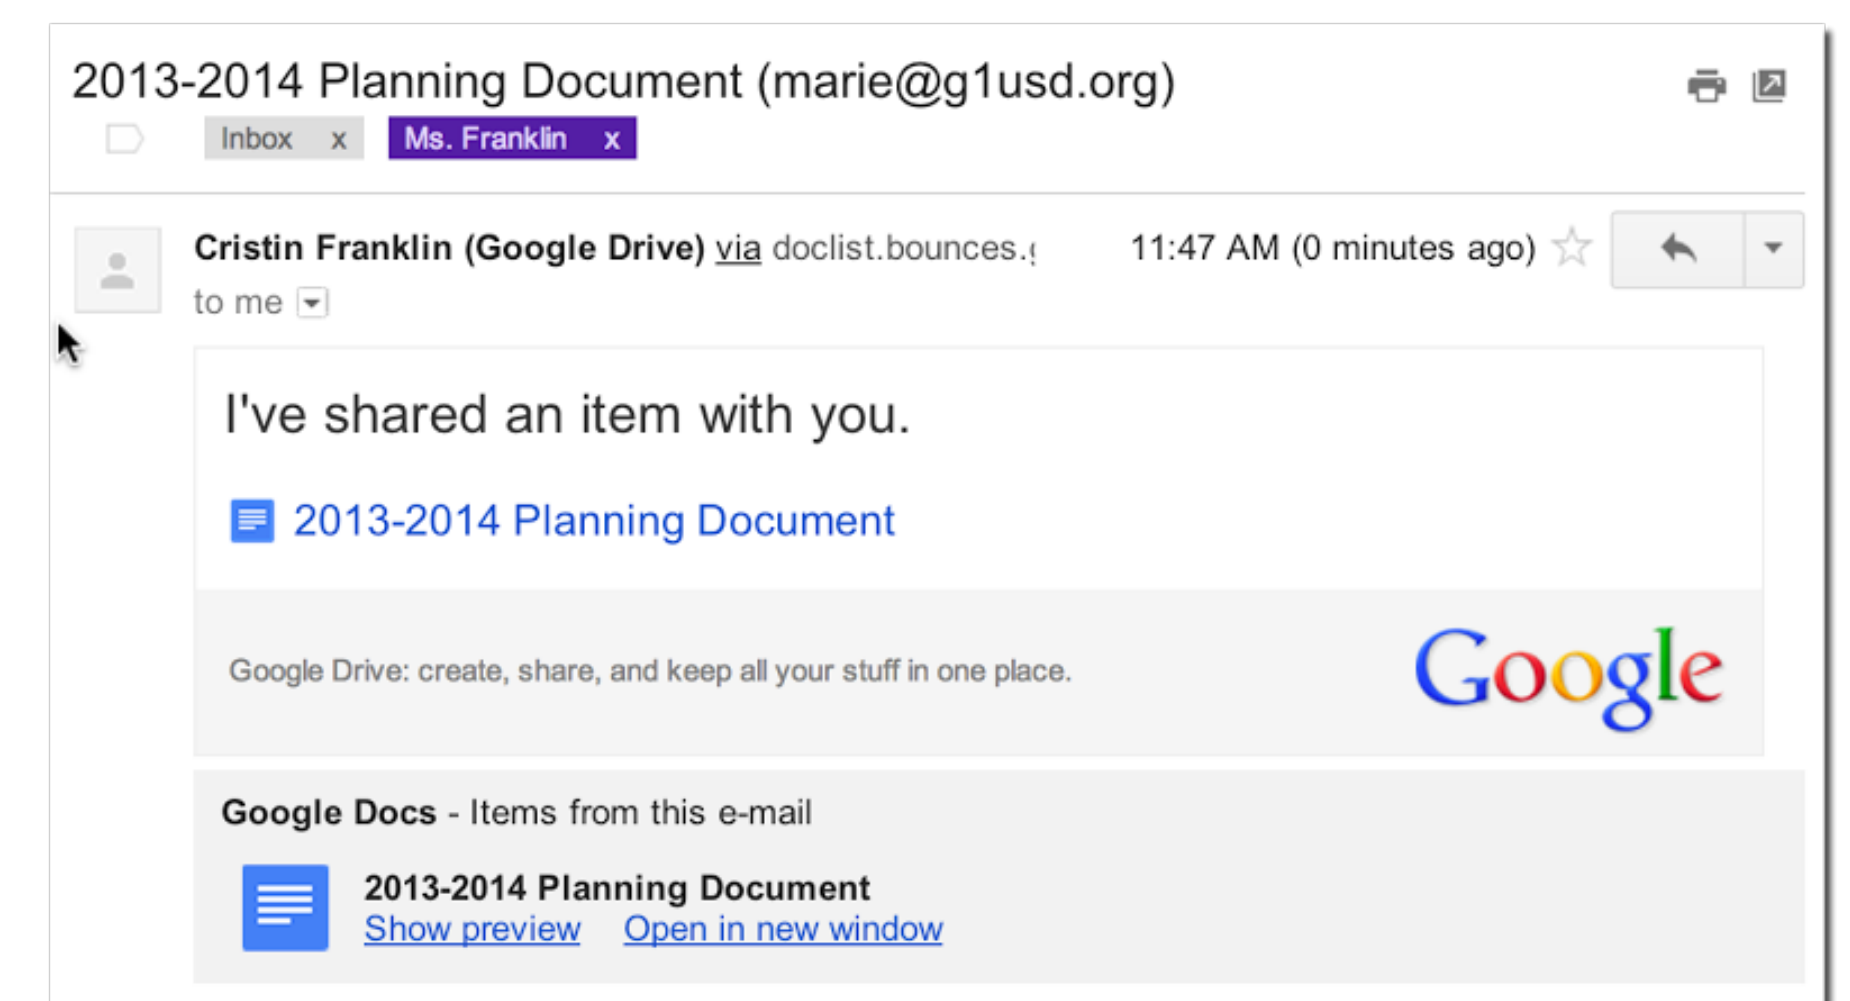 2013-2014 Planning Document (marie@g1usd.org)
Inbox x Ms. Franklin x
Cristin Franklin (Google Drive) via doclist.bounces. 11:47 AM (0 minutes ago)
to me
I've shared an item with you.
2013-2014 Planning Document
Google Drive: create, share, and keep all your stuff in one place.
Google
Google Docs - Items from this e-mail
2013-2014 Planning Document
Show preview Open in new window